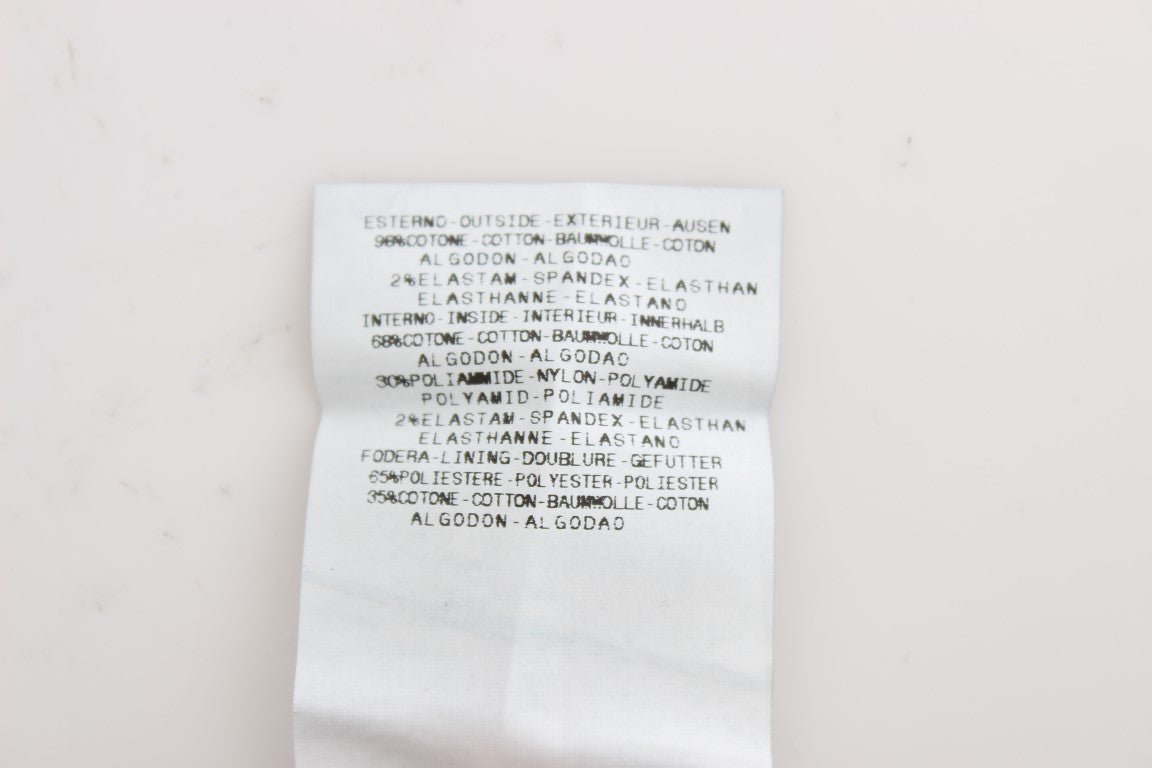 ESTERNO-OUTSIDE-EXTERIEUR-AUSEN
98%COTONE-COTTON-BAUMWOLLE-COTON
ALGODON-ALGODAO
2%ELASTAM-SPANDEX-ELASTHAN
ELASTHANNE-ELASTANO
INTERNO-INSIDE-INTERIEUR-INNERHALB
68%COTONE-COTTON-BAUMWOLLE-COTON
ALGODON-ALGODAO
30%POLIAMMIDE-NYLON-POLYAMIDE
POLYAMID-POLIAMIDE
2%ELASTAM-SPANDEX-ELASTHAN
ELASTHANNE-ELASTANO
FODERA-LINING-DOUBLURE-GEFUTTER
65%POLIESTERE-POLYESTER-POLIESTER
35%COTONE-COTTON-BAUMWOLLE-COTON
ALGODON-ALGODAO